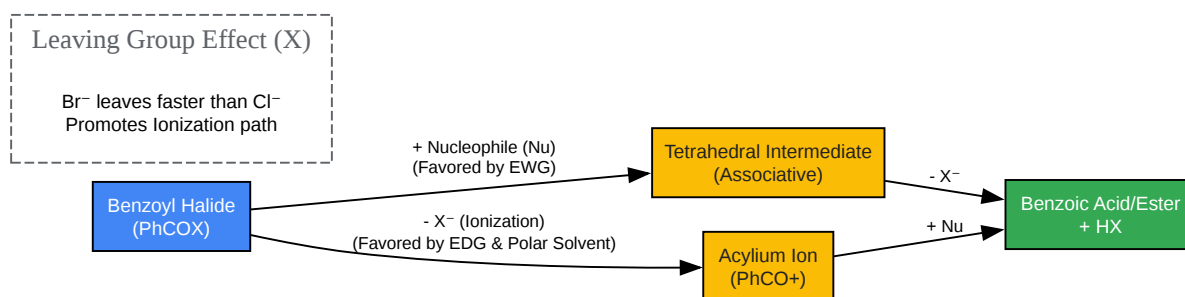 Leaving Group Effect (X)
Br⁻ leaves faster than Cl⁻
Promotes Ionization path
Benzoyl Halide
(PhCOX)
+ Nucleophile (Nu)
(Favored by EWG)
- X⁻ (Ionization)
(Favored by EDG & Polar Solvent)
Tetrahedral Intermediate
(Associative)
Acylium Ion
(PhCO+)
- X⁻
+ Nu
Benzoic Acid/Ester
+ HX